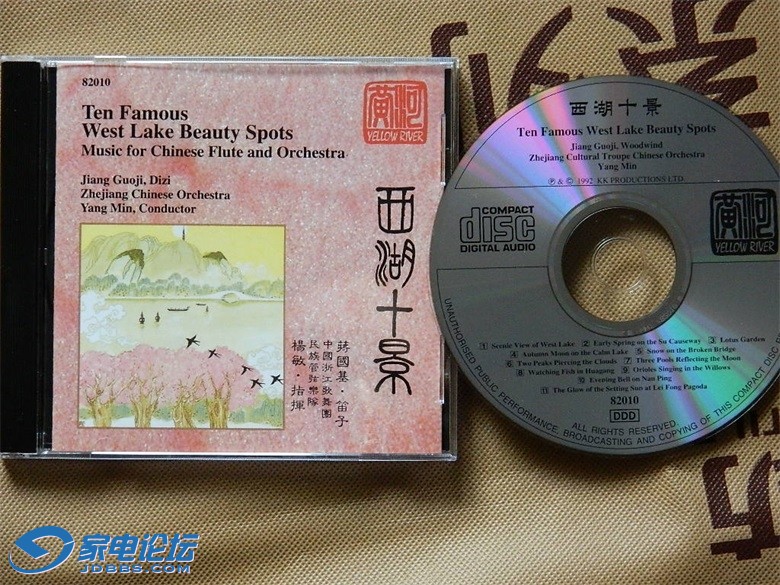 82010
Ten Famous
West Lake Beauty Spots
Music for Chinese Flute and Orchestra
Jiang Guoji, Dizi
Zhejiang Chinese Orchestra
Yang Min, Conductor
黃河
YELLOW RIVER
西湖十景
蔣國基·笛子
中國浙江歌舞團
民族管弦樂隊
楊敏·指揮
西湖十景
Ten Famous West Lake Beauty Spots
Jiang Guoji, Woodwind
Zhejiang Cultural Troupe Chinese Orchestra
Yang Min
℗ & © 1992 KK PRODUCTIONS LTD.
COMPACT
disc
DIGITAL AUDIO
黃河
YELLOW RIVER
① Scenic View of West Lake ② Early Spring on the Su Causeway ③ Lotus Garden
④ Autumn Moon on the Calm Lake ⑤ Snow on the Broken Bridge
⑥ Two Peaks Piercing the Clouds ⑦ Three Pools Reflecting the Moon
⑧ Watching Fish in Huagang ⑨ Orioles Singing in the Willows
⑩ Evening Bell on Nan Ping
⑪ The Glow of the Setting Sun at Lei Fong Pagoda
82010
DDD
ALL RIGHTS RESERVED.
UNAUTHORISED PUBLIC PERFORMANCE, BROADCASTING AND COPYING OF THIS COMPACT DISC
家电论坛
JDBBS.COM